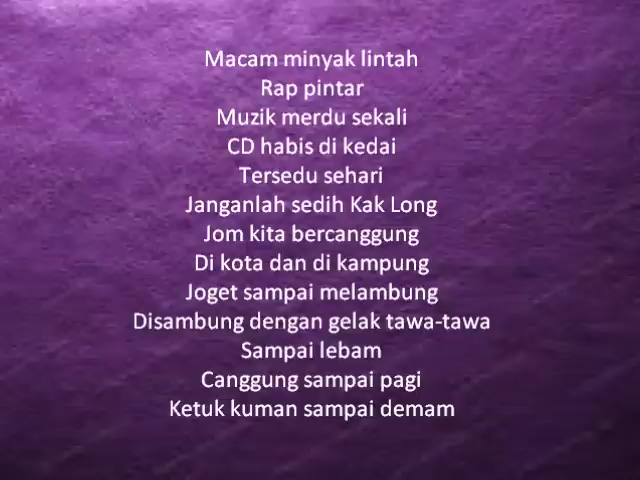 Macam minyak lintah
Rap pintar
Muzik merdu sekali
CD habis di kedai
Tersedu sehari
Janganlah sedih Kak Long
Jom kita bercanggung
Di kota dan di kampung
Joget sampai melambung
Disambung dengan gelak tawa-tawa
Sampai lebam
Canggung sampai pagi
Ketuk kuman sampai demam